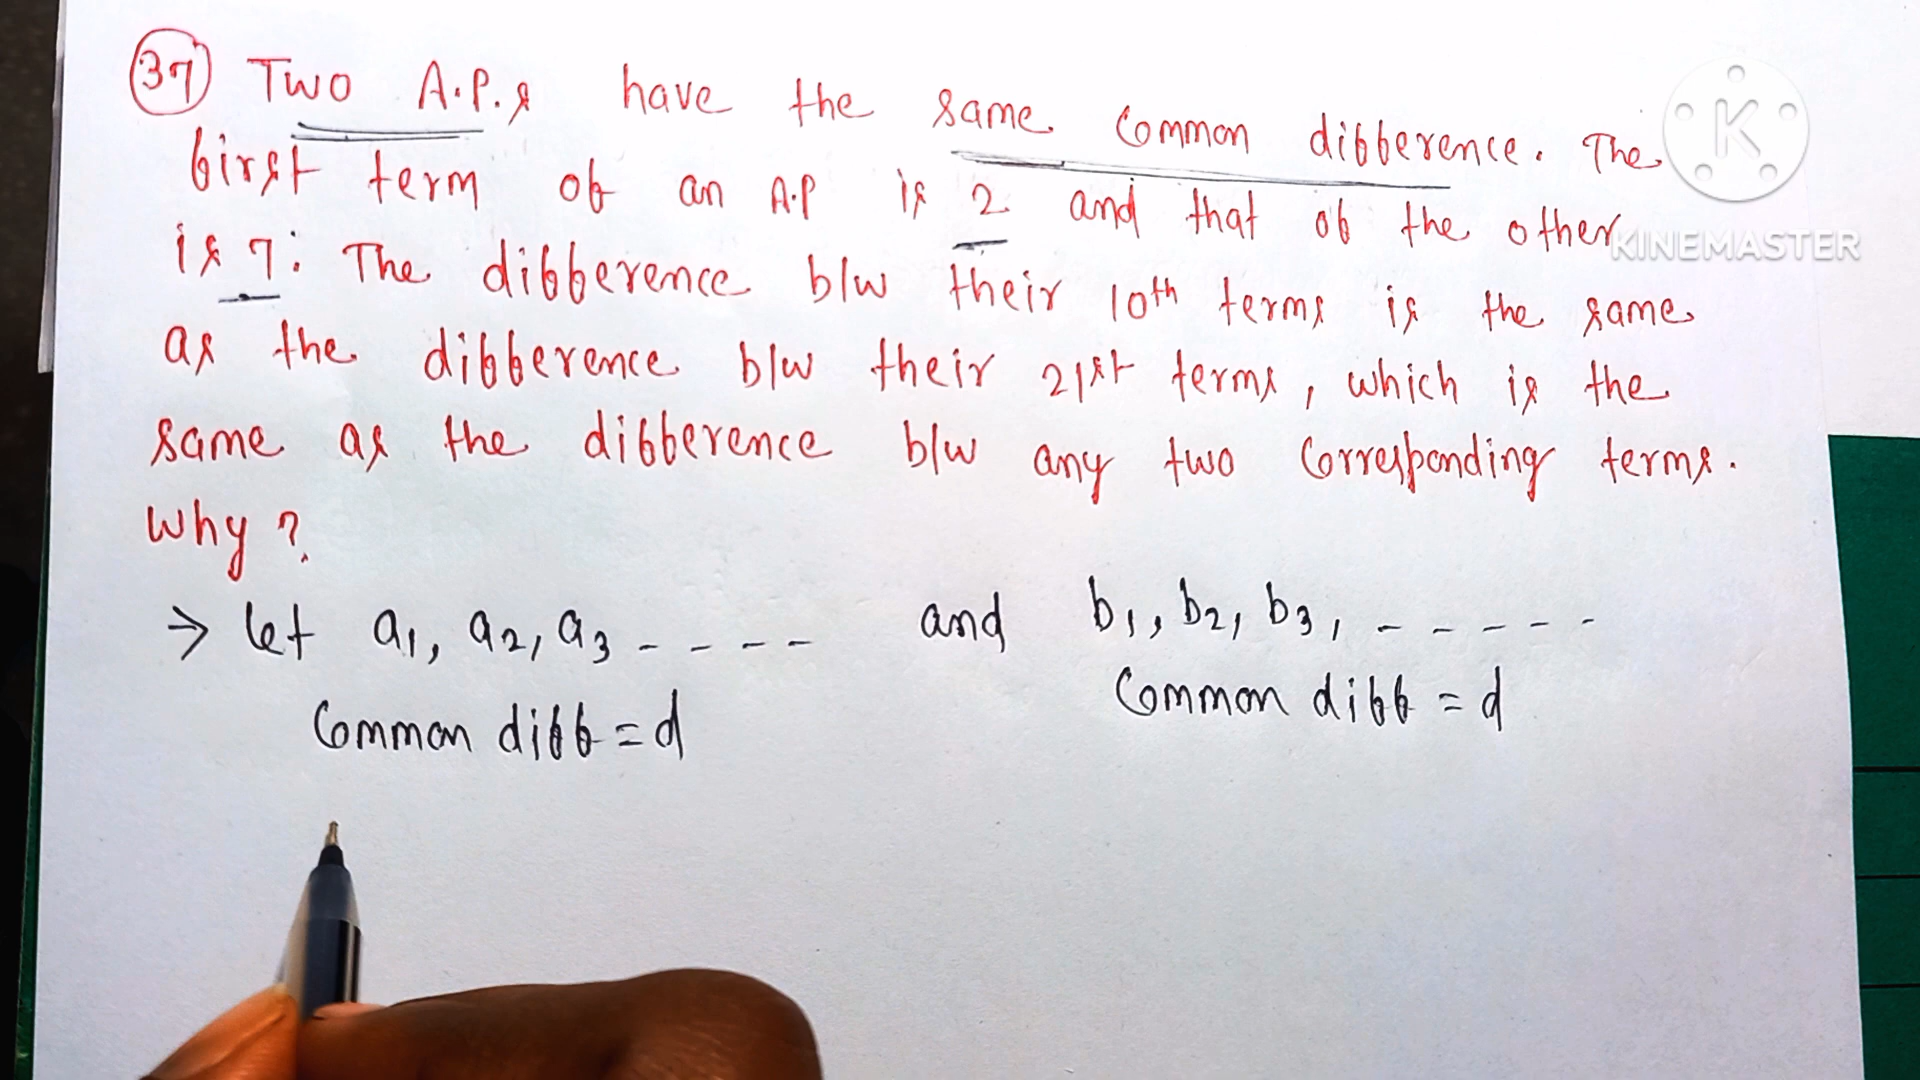 37 Two A.P.s have the same common difference. The
first term of an A.P is 2 and that of the other
KINEMASTER
is 7. The difference b/w their 10th terms is the same
as the difference b/w their 21st terms, which is the
same as the difference b/w any two corresponding terms.
Why?
→ let a1, a2, a3 - - - - and b1, b2, b3, - - - - -
Common diff = d Common diff = d